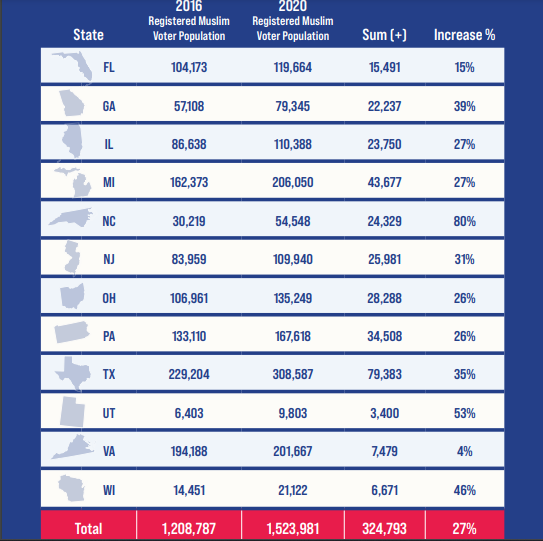 State 2016 Registered Muslim Voter Population 2020 Registered Muslim Voter Population Sum (+) Increase %
FL 104,173 119,664 15,491 15%
GA 57,108 79,345 22,237 39%
IL 86,638 110,388 23,750 27%
MI 162,373 206,050 43,677 27%
NC 30,219 54,548 24,329 80%
NJ 83,959 109,940 25,981 31%
OH 106,961 135,249 28,288 26%
PA 133,110 167,618 34,508 26%
TX 229,204 308,587 79,383 35%
UT 6,403 9,803 3,400 53%
VA 194,188 201,667 7,479 4%
WI 14,451 21,122 6,671 46%
Total 1,208,787 1,523,981 324,793 27%